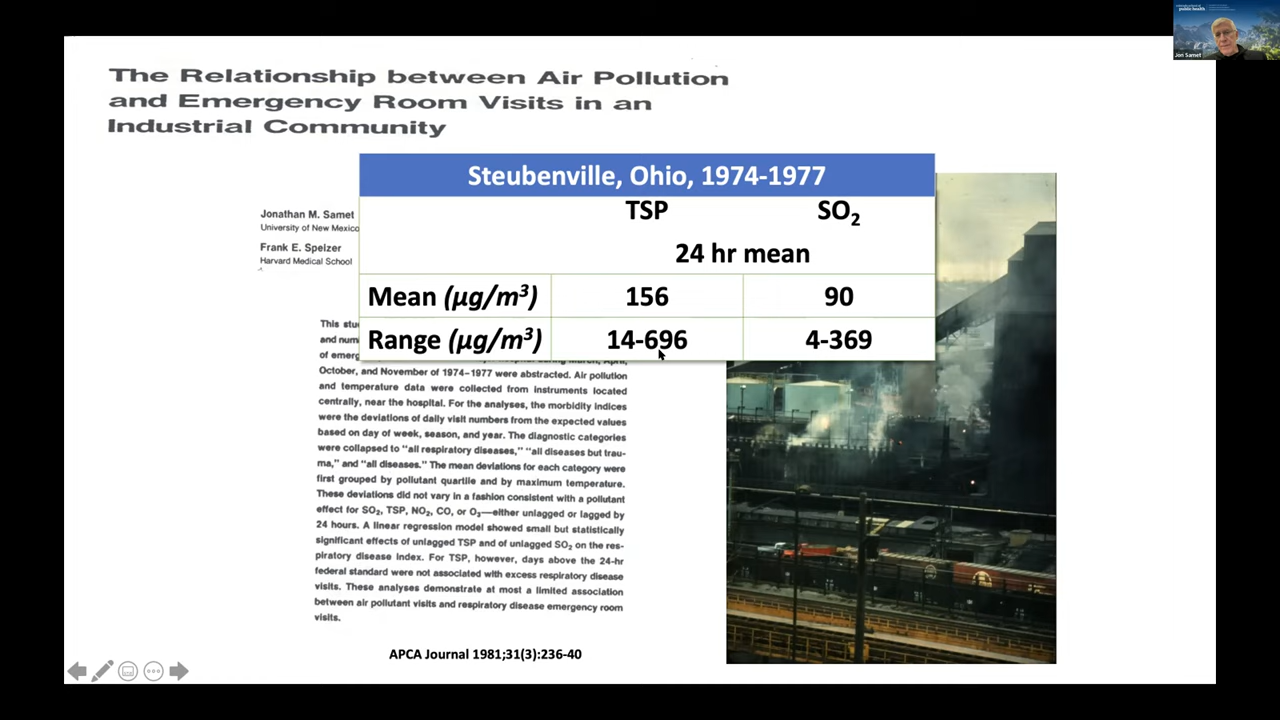 The Relationship between Air Pollution
and Emergency Room Visits in an
Industrial Community
Steubenville, Ohio, 1974-1977
TSP SO₂
24 hr mean
Mean (μg/m³) 156 90
Range (μg/m³) 14-696 4-369
Jonathan M. Samet
University of New Mexico
Frank E. Speizer
Harvard Medical School
This
and
of
October, and November of 1974–1977 were abstracted. Air pollution
and temperature data were collected from instruments located
centrally, near the hospital. For the analyses, the morbidity indices
were the deviations of daily visit numbers from the expected values
based on day of week, season, and year. The diagnostic categories
were collapsed to "all respiratory diseases," "all diseases but trau-
ma," and "all diseases." The mean deviations for each category were
first grouped by pollutant quartile and by maximum temperature.
These deviations did not vary in a fashion consistent with a pollutant
effect for SO₂, TSP, NO₂, CO, or O₃—either unlagged or lagged by
24 hours. A linear regression model showed small but statistically
significant effects of unlagged TSP and of unlagged SO₂ on the res-
piratory disease index. For TSP, however, days above the 24-hr
federal standard were not associated with excess respiratory disease
visits. These analyses demonstrate at most a limited association
between air pollutant visits and respiratory disease emergency room
visits.
APCA Journal 1981;31(3):236-40
public health
Jon Samet